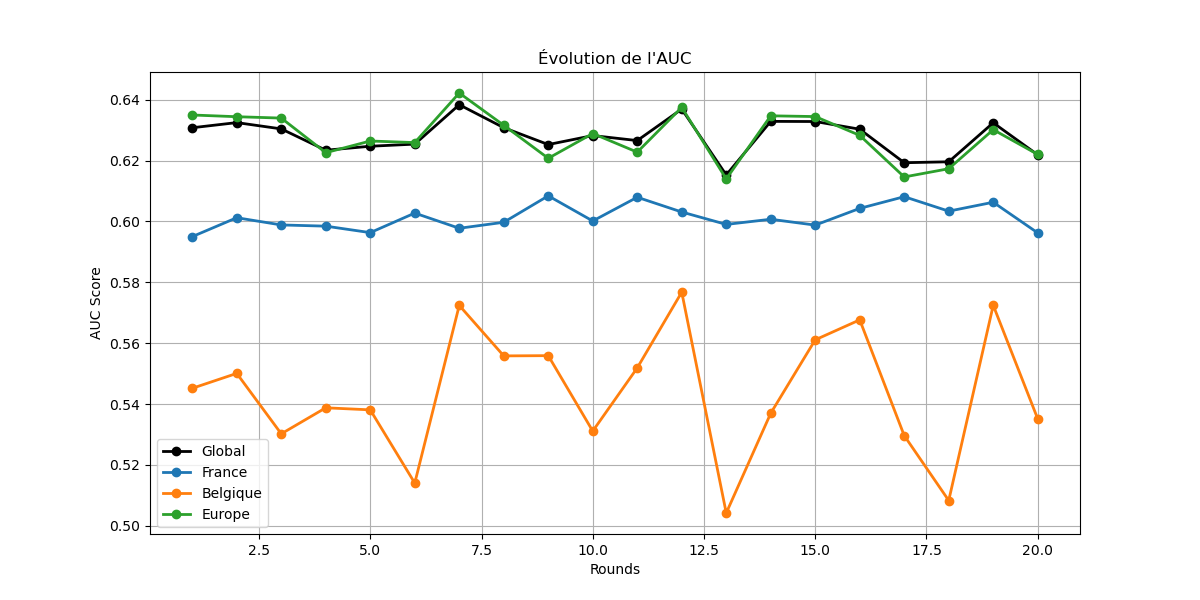 Évolution de l'AUC
AUC Score
0.64
0.62
0.60
0.58
0.56
0.54
0.52
0.50
Global
France
Belgique
Europe
2.5 5.0 7.5 10.0 12.5 15.0 17.5 20.0
Rounds